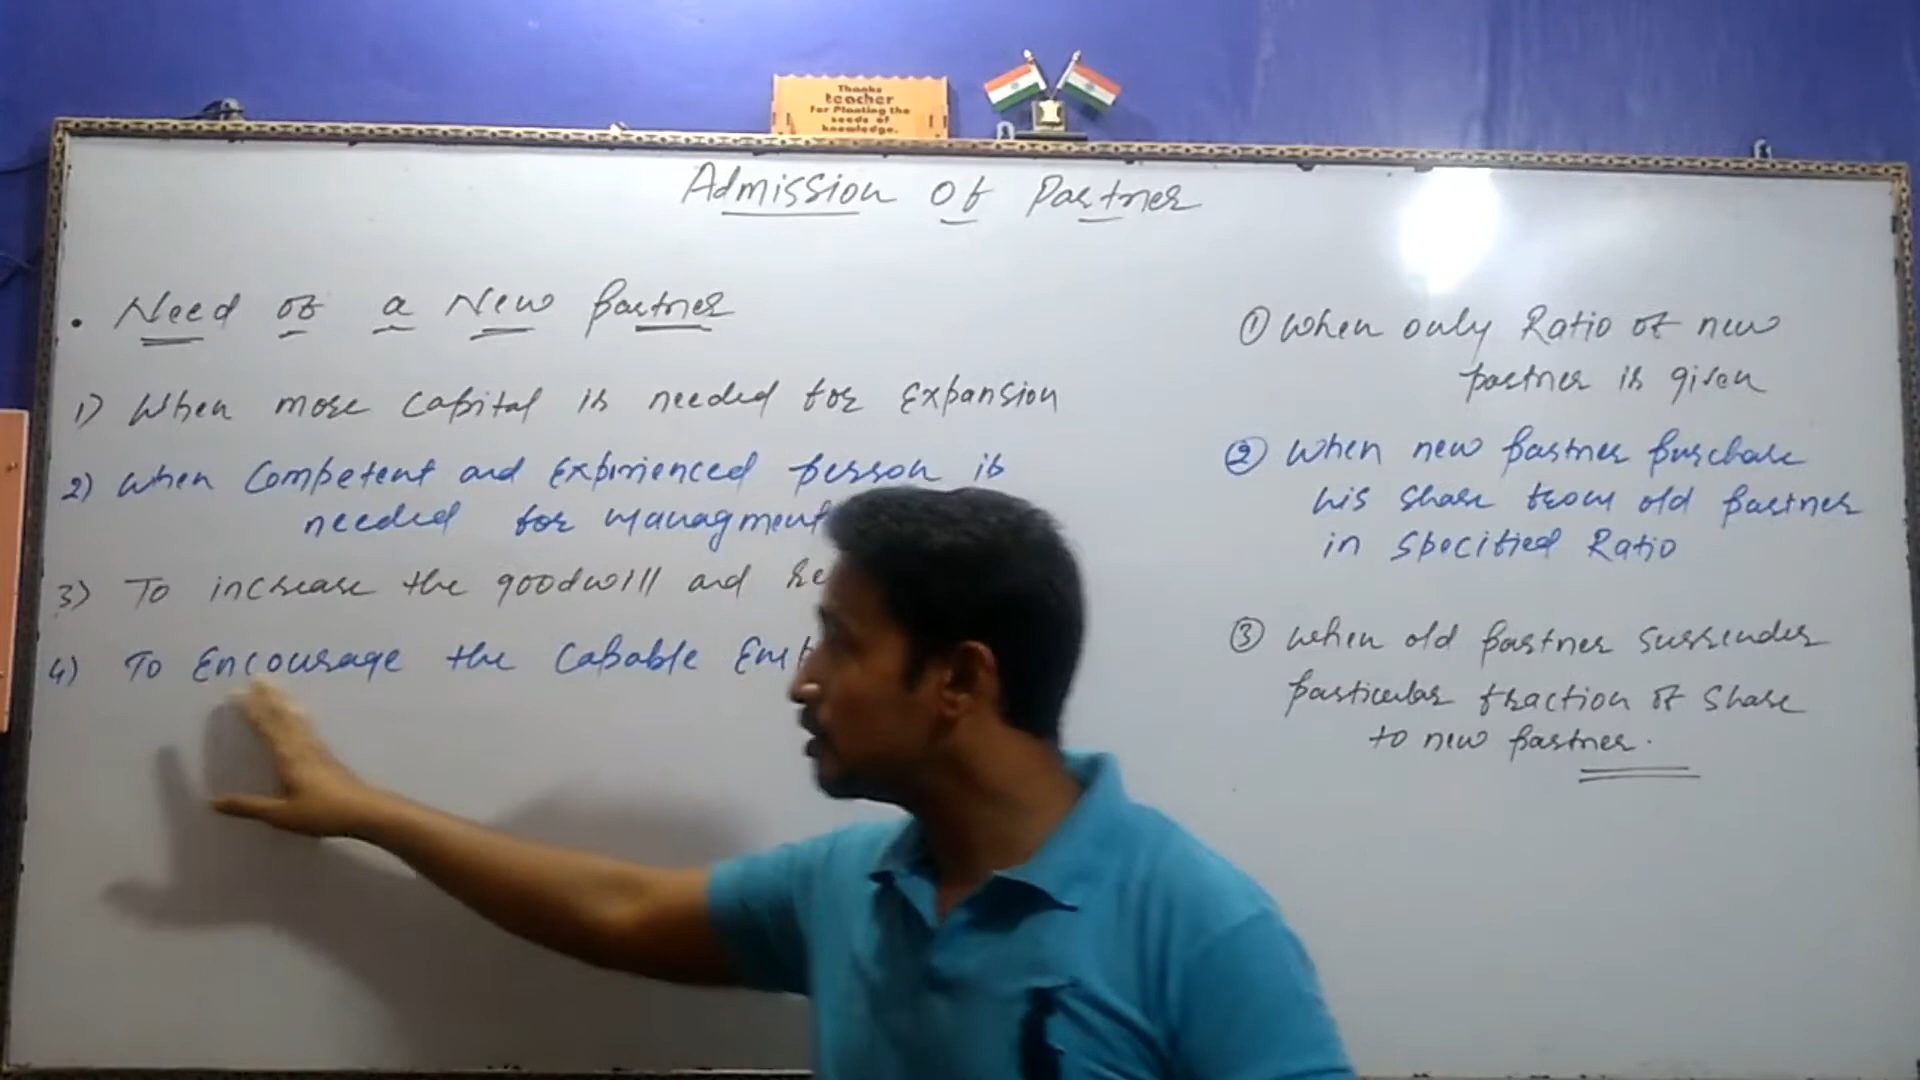 Thanks
teacher
for Planting the
seeds of
knowledge.
Admission of Partner
. Need of a New partner
1) When more capital is needed for Expansion
2) When Competent and Expirienced person is
needed for managment
3) To increase the goodwill and
4) To Encourage the Capable
① When only Ratio of new
partner is given
② When new partner purchase
his share from old partner
in specified Ratio
③ When old partner surrender
particular fraction of share
to new partner.